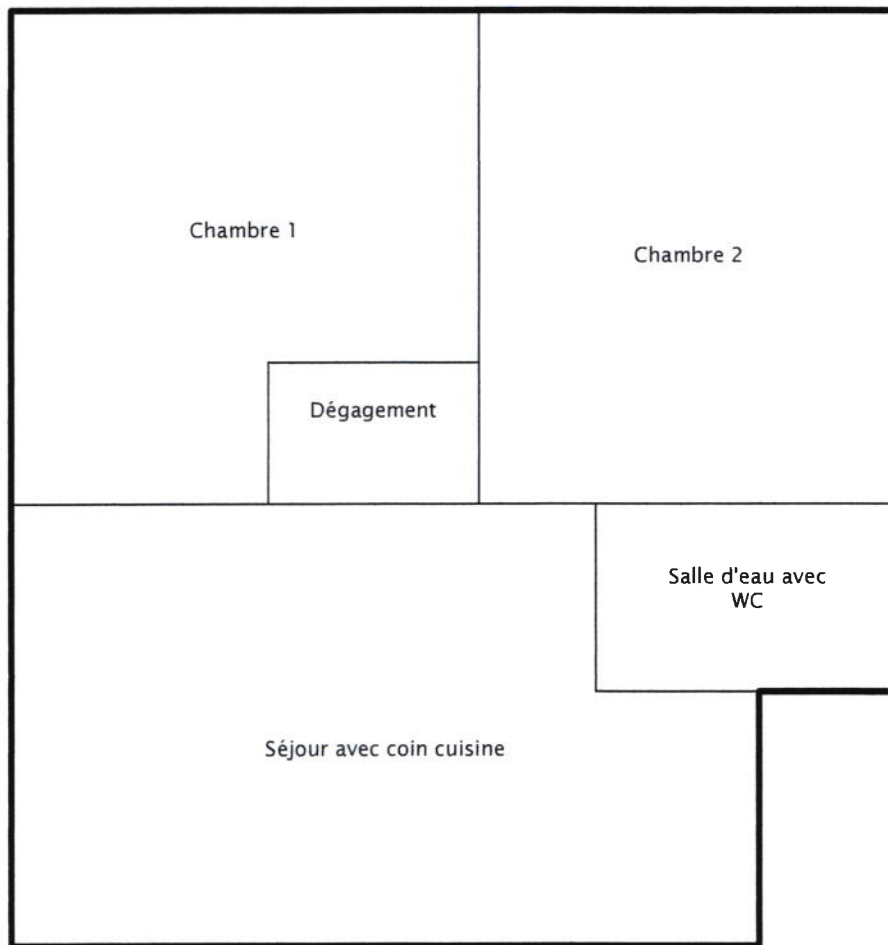 Chambre 1
Chambre 2
Dégagement
Salle d'eau avec
WC
Séjour avec coin cuisine